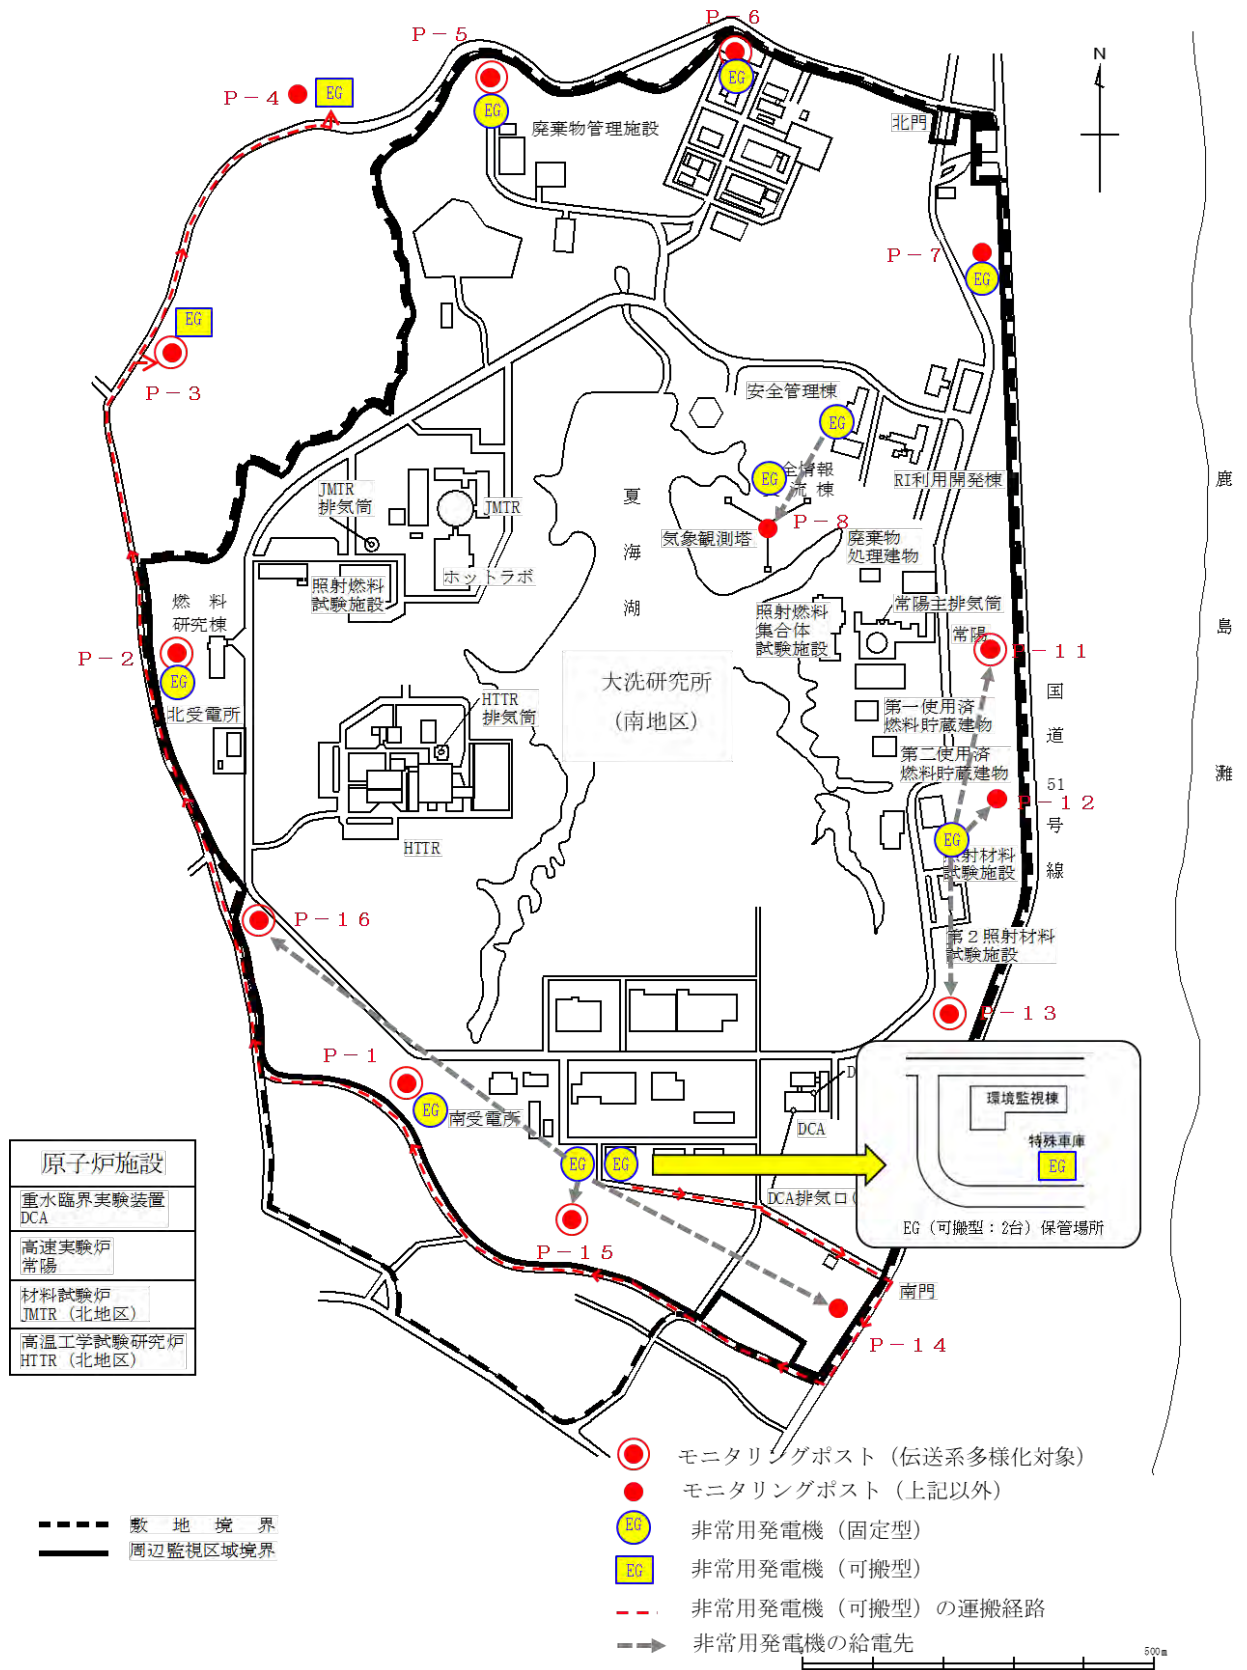 P－6
P－5
N
P－4
EG
EG
EG
北門
廃棄物管理施設
P－7
EG
EG
P－3
安全管理棟
EG
鹿
島
灘
EG
全情報
流棟
RI利用開発棟
JMTR
排気筒
JMTR
夏
海
湖
P－8
気象観測塔
廃棄物
処理建物
ホットラボ
照射燃料
試験施設
燃料
研究棟
照射燃料
集合体
試験施設
常陽主排気筒
常陽
P－11
P－2
EG
大洗研究所
（南地区）
国
道
51
号
線
北受電所
HTTR
排気筒
第一使用済
燃料貯蔵建物
第二使用済
燃料貯蔵建物
P－12
EG
HTTR
照射材料
試験施設
P－16
第2照射材料
試験施設
P－13
P－1
EG
南受電所
D
DCA
環境監視棟
特殊車庫
EG
EG（可搬型：2台）保管場所
EG
EG
DCA排気口（
P－15
南門
P－14
原子炉施設
重水臨界実験装置
DCA
高速実験炉
常陽
材料試験炉
JMTR（北地区）
高温工学試験研究炉
HTTR（北地区）
モニタリングポスト（伝送系多様化対象）
モニタリングポスト（上記以外）
EG 非常用発電機（固定型）
EG 非常用発電機（可搬型）
非常用発電機（可搬型）の運搬経路
非常用発電機の給電先
敷地境界
周辺監視区域境界
500m